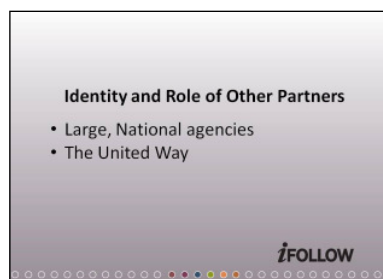 Identity and Role of Other Partners
• Large, National agencies
• The United Way
iFOLLOW